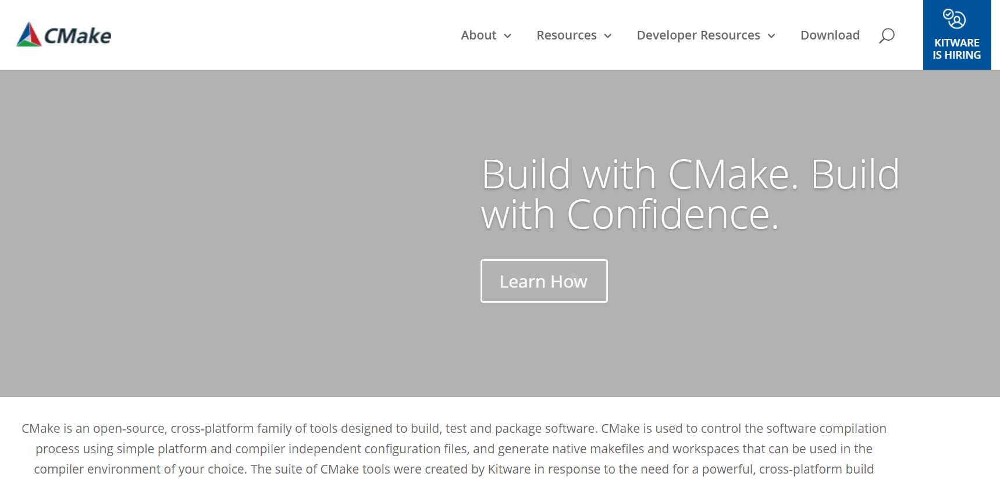 CMake
About
Resources
Developer Resources
Download
KITWARE
IS HIRING
Build with CMake. Build
with Confidence.
Learn How
CMake is an open-source, cross-platform family of tools designed to build, test and package software. CMake is used to control the software compilation
process using simple platform and compiler independent configuration files, and generate native makefiles and workspaces that can be used in the
compiler environment of your choice. The suite of CMake tools were created by Kitware in response to the need for a powerful, cross-platform build